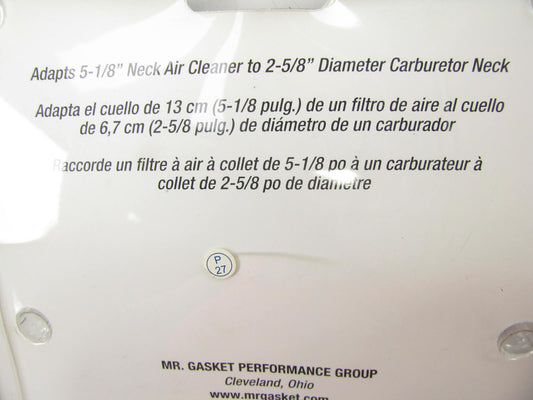 Adapts 5-1/8" Neck Air Cleaner to 2-5/8" Diameter Carburetor Neck
Adapta el cuello de 13 cm (5-1/8 pulg.) de un filtro de aire al cuello
de 6,7 cm (2-5/8 pulg.) de diámetro de un carburador
Raccorde un filtre à air à collet de 5-1/8 po à un carburateur à
collet de 2-5/8 po de diamètre
P
27
MR. GASKET PERFORMANCE GROUP
Cleveland, Ohio
www.mrgasket.com